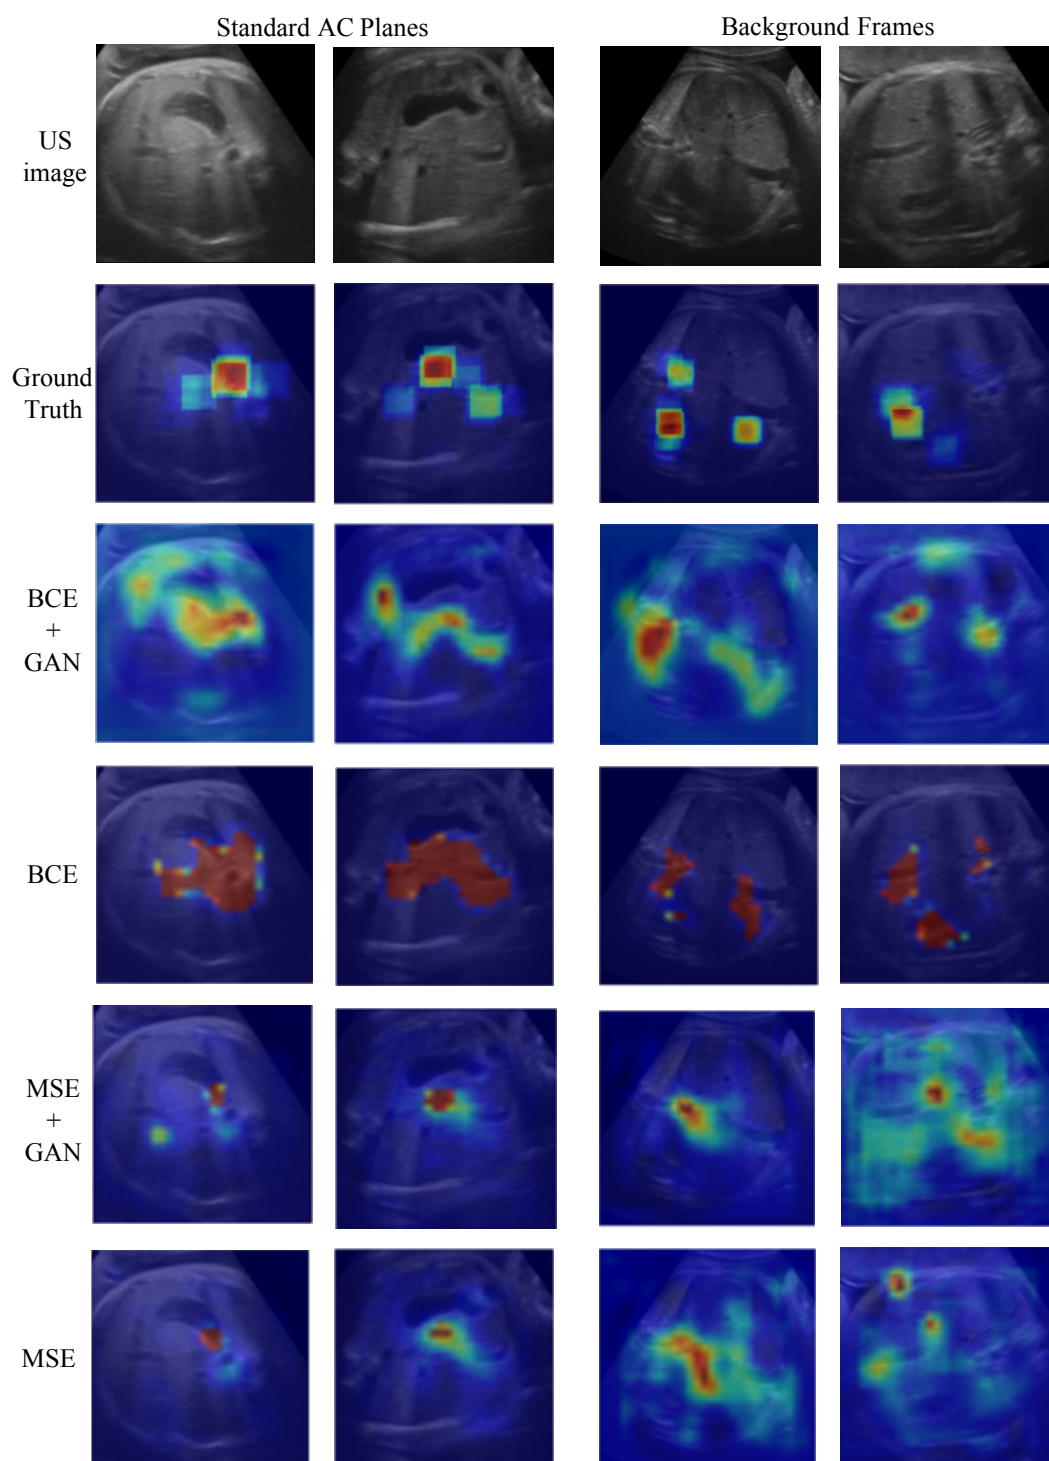 Standard AC Planes
Background Frames
US
image
Ground
Truth
BCE
+
GAN
BCE
MSE
+
GAN
MSE